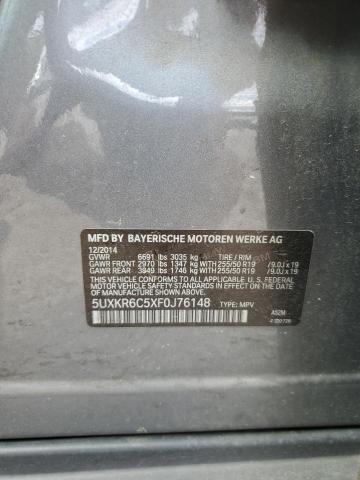 MFD BY BAYERISCHE MOTOREN WERKE AG
12/2014
GVWR 6691 lbs 3035 kg TIRE / RIM
GAWR FRONT 2970 lbs 1347 kg WITH 255/50 R19 /9.0J x 19
GAWR REAR 3849 lbs 1746 kg WITH 255/50 R19 /9.0J x 19
THIS VEHICLE CONFORMS TO ALL APPLICABLE U.S. FEDERAL
MOTOR VEHICLE SAFETY STANDARDS IN EFFECT ON THE DATE OF
MANUFACTURE SHOWN ABOVE.
5UXKR6C5XF0J76148 TYPE: MPV
A52M